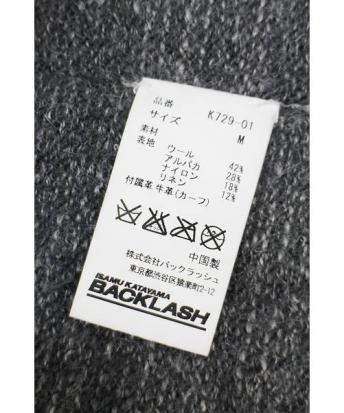 品番 K729-01
サイズ M
素材
表地 ウール 42%
アルパカ 28%
ナイロン 18%
リネン 12%
付属革 牛革(カーフ)
中国製
株式会社バックラッシュ
東京都渋谷区猿楽町2-12
ISAMU KATAYAMA
BACKLASH